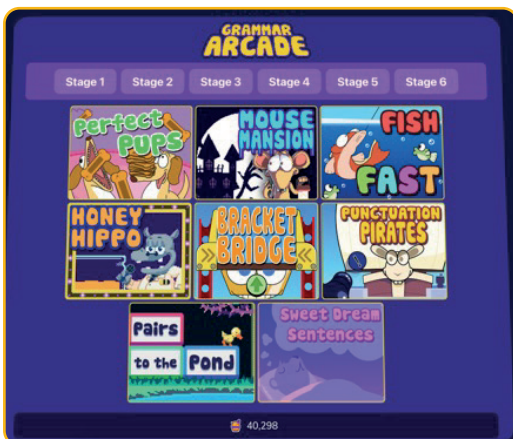 GRAMMAR
ARCADE
Stage 1 Stage 2 Stage 3 Stage 4 Stage 5 Stage 6
Perfect
PUPS
MOUSE
MANSION
FISH
FAST
HONEY
HIPPO
BRACKET
BRIDGE
PUNCTUATION
PIRATES
Pairs
to the Pond
Sweet Dream
Sentences
40,298